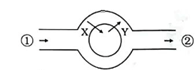 ① X Y ②